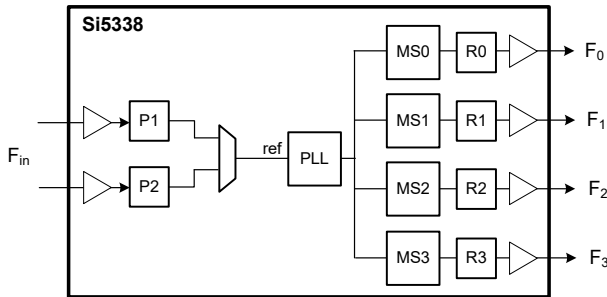 Si5338
MS0 R0 F0
P1
MS1 R1 F1
Fin
ref
PLL
P2
MS2 R2 F2
MS3 R3 F3